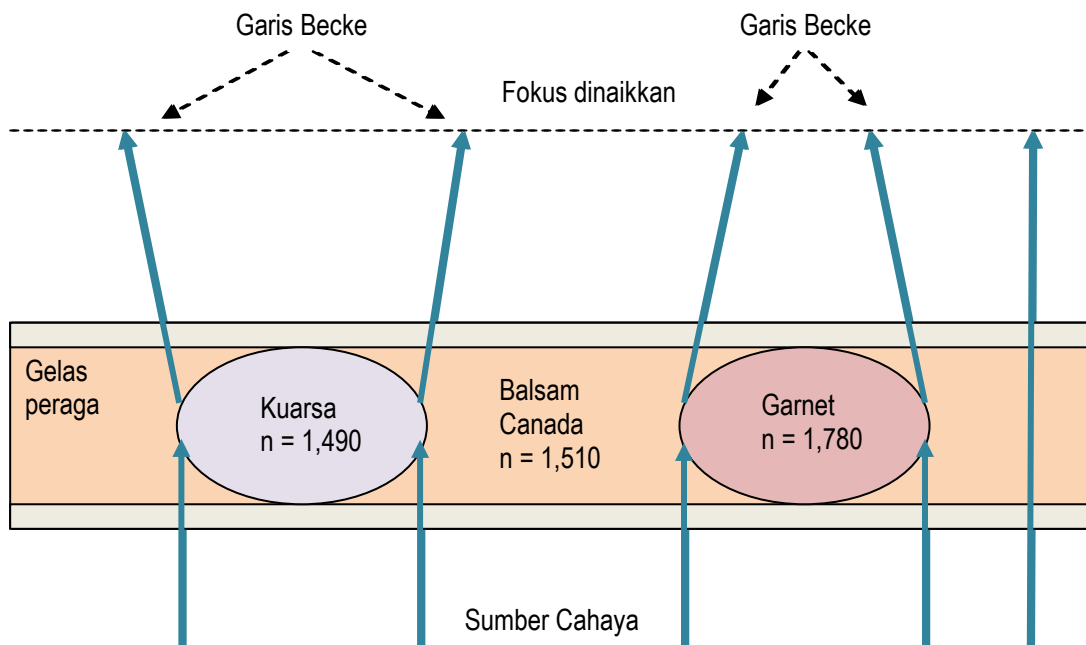 Garis Becke
Garis Becke
Fokus dinaikkan
Gelas
peraga
Kuarsa
n = 1,490
Balsam
Canada
n = 1,510
Garnet
n = 1,780
Sumber Cahaya